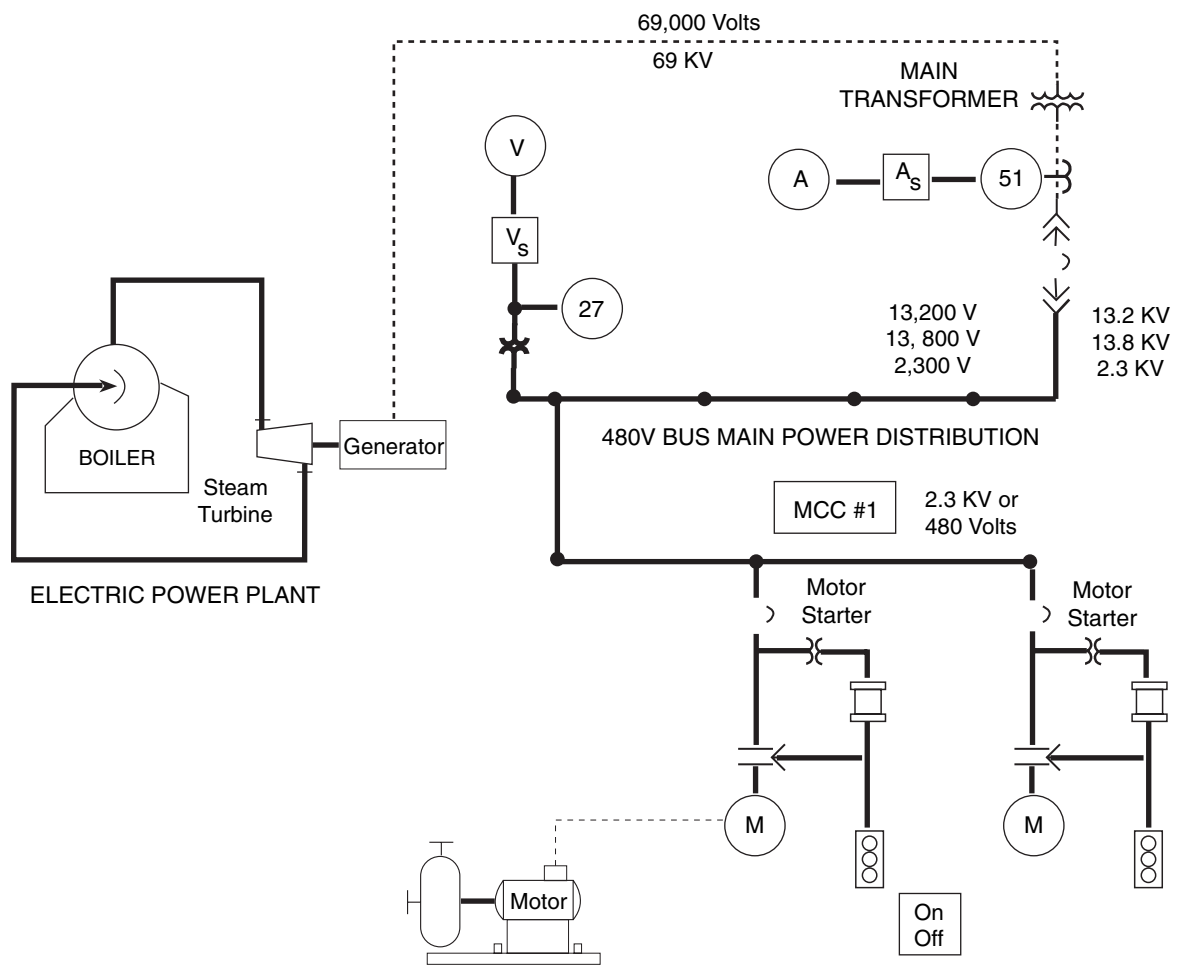 69,000 Volts
69 KV
MAIN
TRANSFORMER
V
A
As
51
Vs
27
13,200 V
13, 800 V
2,300 V
13.2 KV
13.8 KV
2.3 KV
BOILER
Steam
Turbine
Generator
480V BUS MAIN POWER DISTRIBUTION
MCC #1
2.3 KV or
480 Volts
ELECTRIC POWER PLANT
Motor
Starter
Motor
Starter
M
M
Motor
On
Off